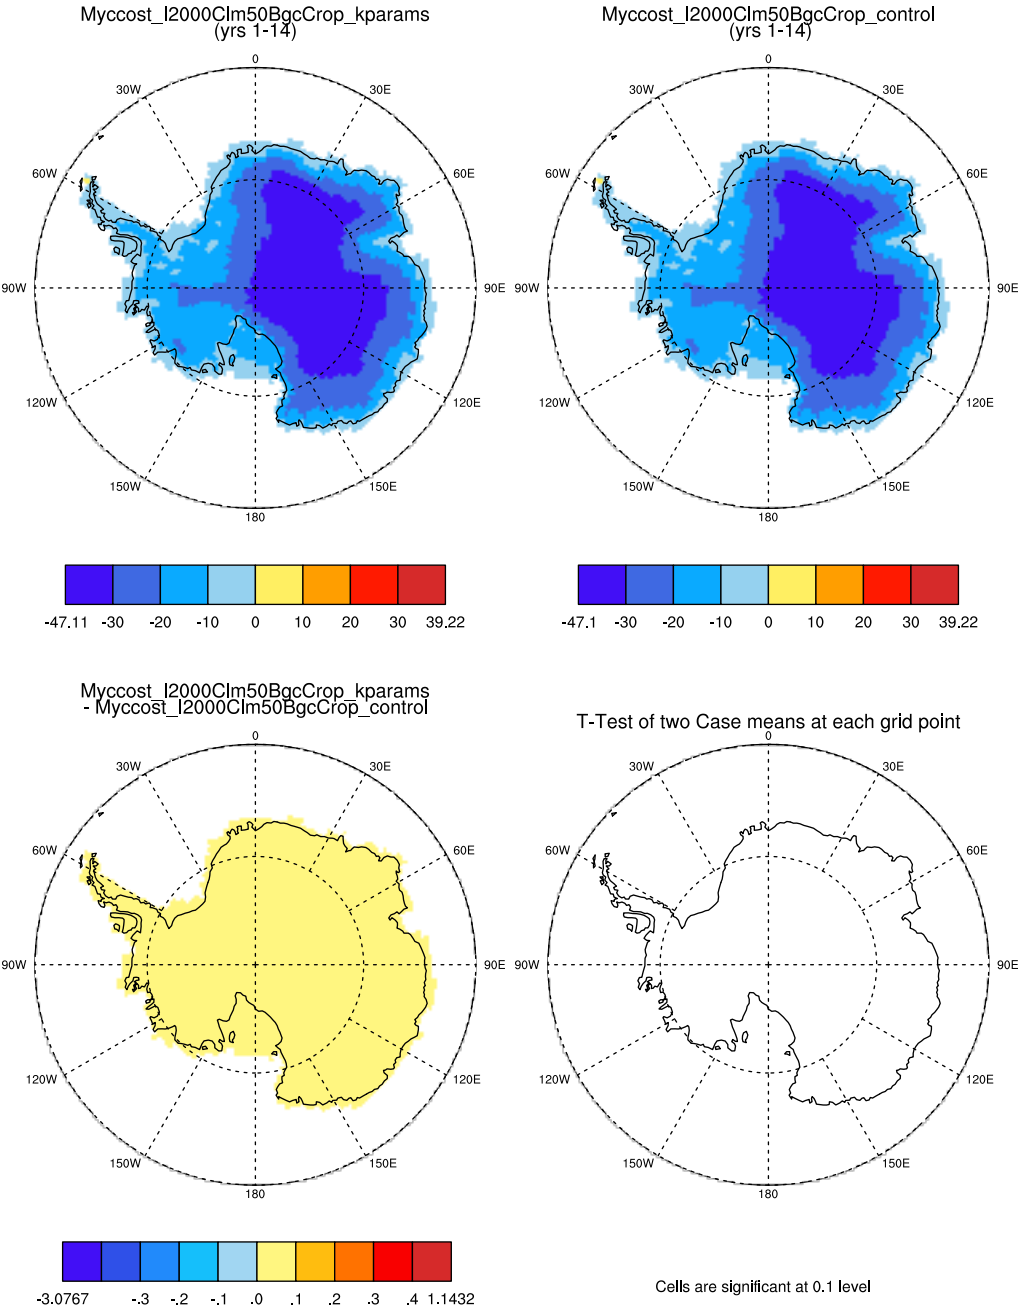 Myccost_I2000Clm50BgcCrop_kparams
(yrs 1-14)
0
30W 30E
60W 60E
90W 90E
120W 120E
150W 150E
180
-47.11 -30 -20 -10 0 10 20 30 39.22
Myccost_I2000Clm50BgcCrop_control
(yrs 1-14)
0
30W 30E
60W 60E
90W 90E
120W 120E
150W 150E
180
-47.1 -30 -20 -10 0 10 20 30 39.22
Myccost_I2000Clm50BgcCrop_kparams
- Myccost_I2000Clm50BgcCrop_control
0
30W 30E
60W 60E
90W 90E
120W 120E
150W 150E
180
-3.0767 -.3 -.2 -.1 .0 .1 .2 .3 .4 1.1432
T-Test of two Case means at each grid point
0
30W 30E
60W 60E
90W 90E
120W 120E
150W 150E
180
Cells are significant at 0.1 level